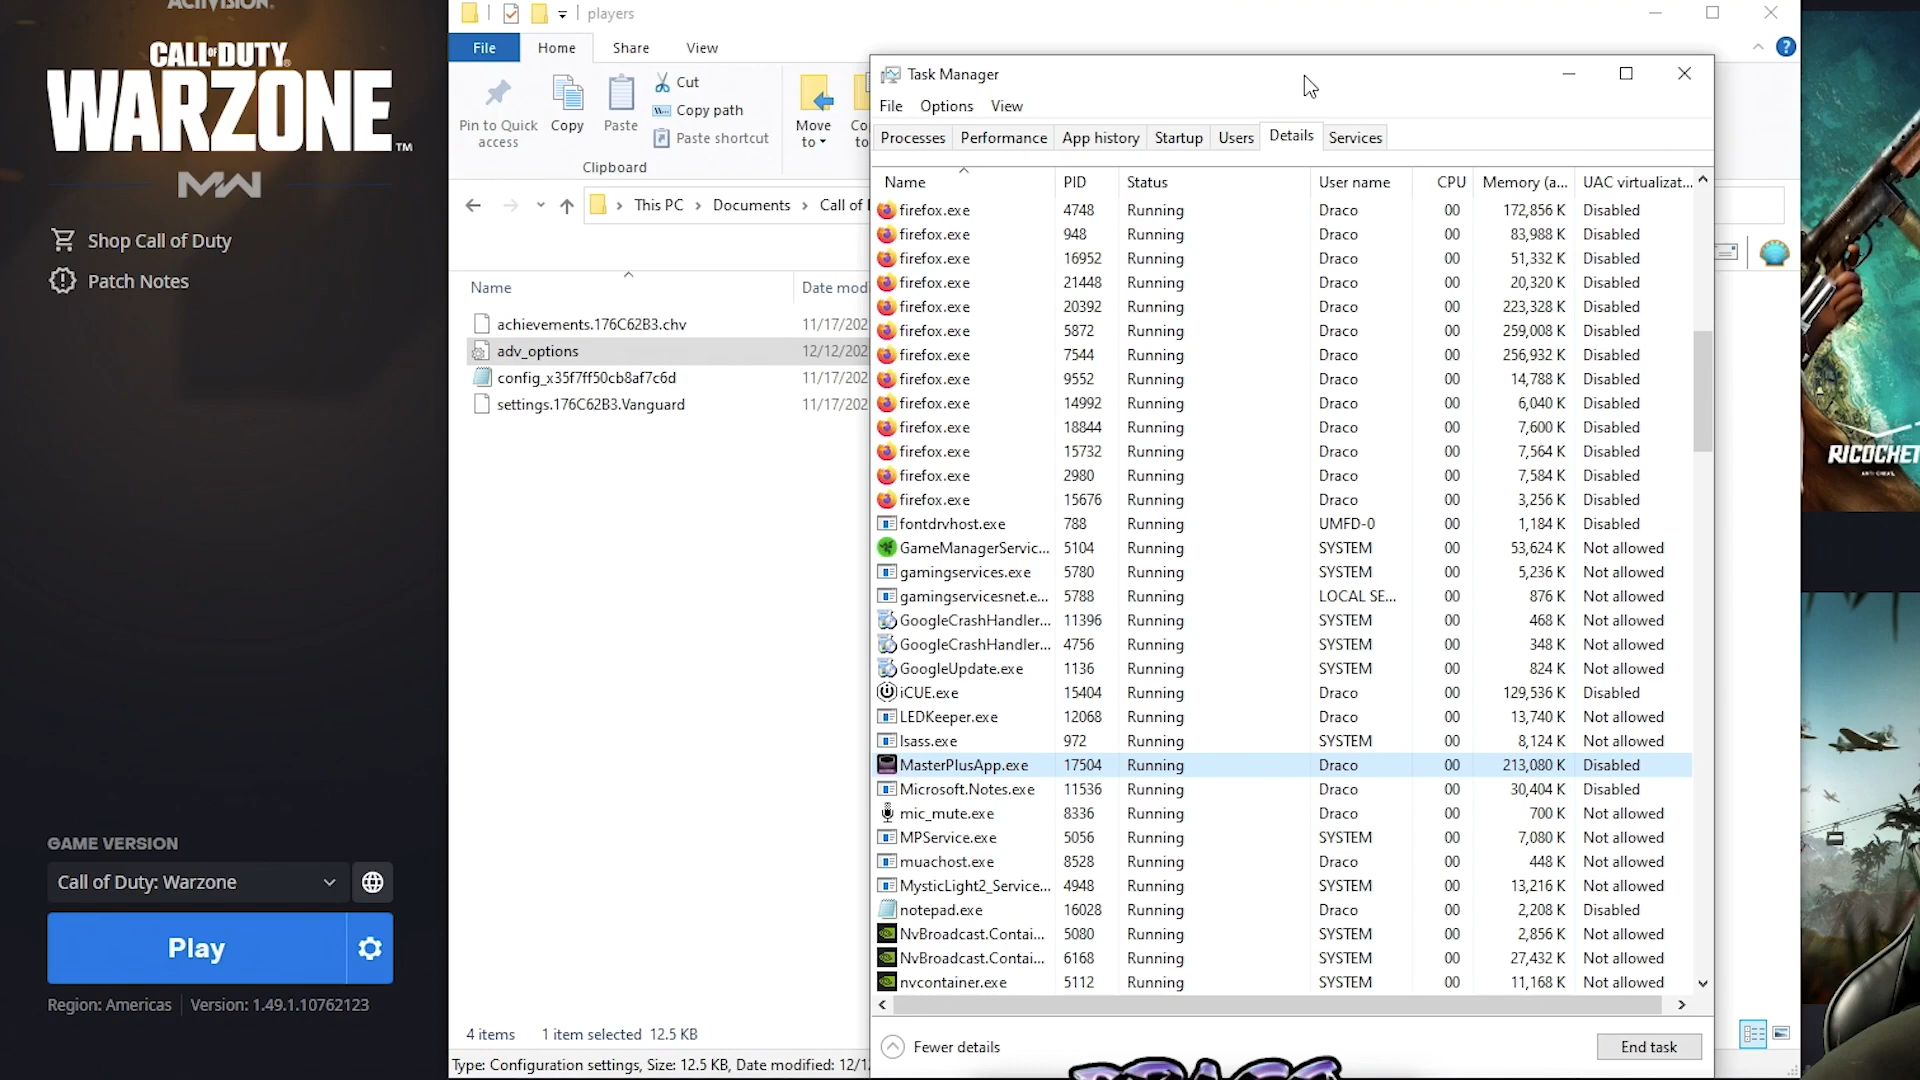 ACTIVISION.
CALL OF DUTY.
WARZONE™
MW
Shop Call of Duty
Patch Notes
GAME VERSION
Call of Duty: Warzone
Play
Region: Americas | Version: 1.49.1.10762123
players
File Home Share View
Pin to Quick access
Copy
Paste
Cut
Copy path
Paste shortcut
Move to
Clipboard
This PC > Documents > Call of
Name Date mod
achievements.176C62B3.chv 11/17/202
adv_options 12/12/202
config_x35f7ff50cb8af7c6d 11/17/202
settings.176C62B3.Vanguard 11/17/202
4 items 1 item selected 12.5 KB
Type: Configuration settings, Size: 12.5 KB, Date modified: 12/1
Task Manager
File Options View
Processes Performance App history Startup Users Details Services
Name PID Status User name CPU Memory (a... UAC virtualizat...
firefox.exe 4748 Running Draco 00 172,856 K Disabled
firefox.exe 948 Running Draco 00 83,988 K Disabled
firefox.exe 16952 Running Draco 00 51,332 K Disabled
firefox.exe 21448 Running Draco 00 20,320 K Disabled
firefox.exe 20392 Running Draco 00 223,328 K Disabled
firefox.exe 5872 Running Draco 00 259,008 K Disabled
firefox.exe 7544 Running Draco 00 256,932 K Disabled
firefox.exe 9552 Running Draco 00 14,788 K Disabled
firefox.exe 14992 Running Draco 00 6,040 K Disabled
firefox.exe 18844 Running Draco 00 7,600 K Disabled
firefox.exe 15732 Running Draco 00 7,564 K Disabled
firefox.exe 2980 Running Draco 00 7,584 K Disabled
firefox.exe 15676 Running Draco 00 3,256 K Disabled
fontdrvhost.exe 788 Running UMFD-0 00 1,184 K Disabled
GameManagerServic... 5104 Running SYSTEM 00 53,624 K Not allowed
gamingservices.exe 5780 Running SYSTEM 00 5,236 K Not allowed
gamingservicesnet.e... 5788 Running LOCAL SE... 00 876 K Not allowed
GoogleCrashHandler... 11396 Running SYSTEM 00 468 K Not allowed
GoogleCrashHandler... 4756 Running SYSTEM 00 348 K Not allowed
GoogleUpdate.exe 1136 Running SYSTEM 00 824 K Not allowed
iCUE.exe 15404 Running Draco 00 129,536 K Disabled
LEDKeeper.exe 12068 Running Draco 00 13,740 K Not allowed
lsass.exe 972 Running SYSTEM 00 8,124 K Not allowed
MasterPlusApp.exe 17504 Running Draco 00 213,080 K Disabled
Microsoft.Notes.exe 11536 Running Draco 00 30,404 K Disabled
mic_mute.exe 8336 Running Draco 00 700 K Not allowed
MPService.exe 5056 Running SYSTEM 00 7,080 K Not allowed
muachost.exe 8528 Running Draco 00 448 K Not allowed
MysticLight2_Service... 4948 Running SYSTEM 00 13,216 K Not allowed
notepad.exe 16028 Running Draco 00 2,208 K Disabled
NvBroadcast.Contai... 5080 Running SYSTEM 00 2,856 K Not allowed
NvBroadcast.Contai... 6168 Running SYSTEM 00 27,432 K Not allowed
nvcontainer.exe 5112 Running SYSTEM 00 11,168 K Not allowed
Fewer details
End task
RICOCHET
ANTI-CHEAT